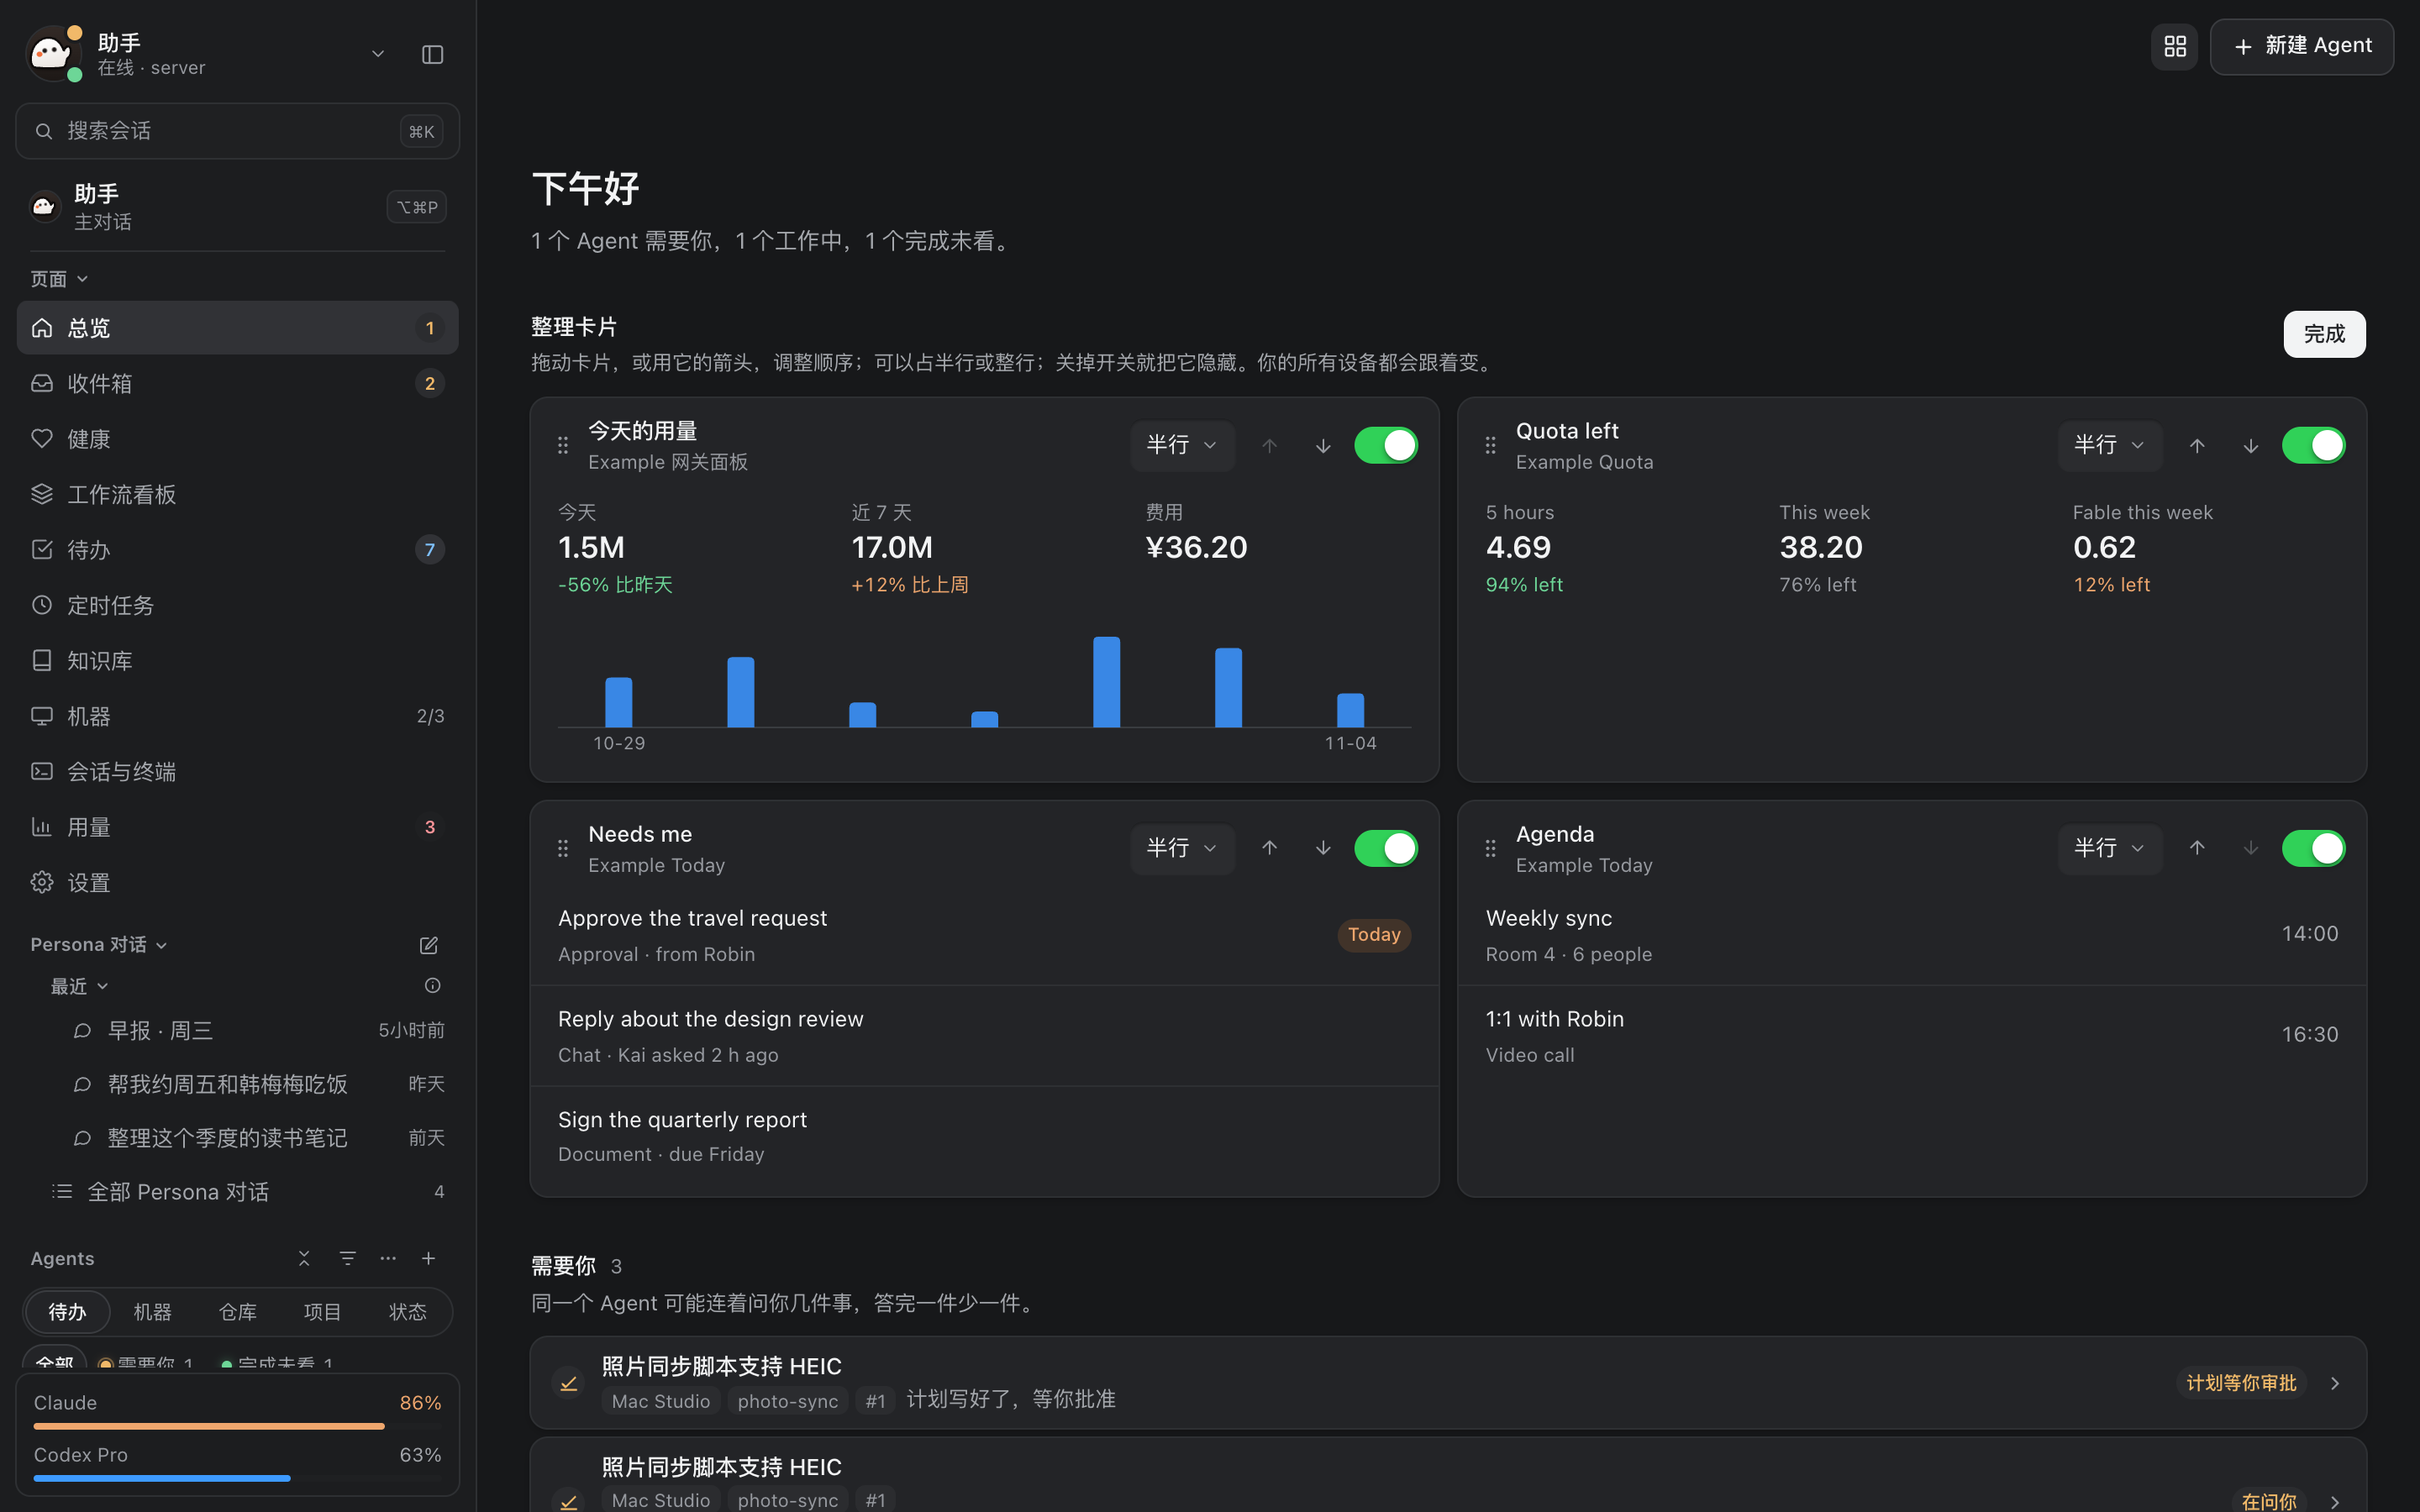 助手
在线 · server
搜索会话
⌘K
助手
主对话
⌥⌘P
页面
总览
1
收件箱
2
健康
工作流看板
待办
7
定时任务
知识库
机器
2/3
会话与终端
用量
3
设置
Persona 对话
最近
早报 · 周三
5小时前
帮我约周五和韩梅梅吃饭
昨天
整理这个季度的读书笔记
前天
全部 Persona 对话
4
Agents
待办
机器
仓库
项目
状态
全部
需要你 1
完成未看 1
Claude
86%
Codex Pro
63%
新建 Agent
下午好
1 个 Agent 需要你，1 个工作中，1 个完成未看。
整理卡片
拖动卡片，或用它的箭头，调整顺序；可以占半行或整行；关掉开关就把它隐藏。你的所有设备都会跟着变。
完成
今天的用量
Example 网关面板
半行
今天
近 7 天
费用
1.5M
17.0M
¥36.20
-56% 比昨天
+12% 比上周
10-29
11-04
Quota left
Example Quota
半行
5 hours
This week
Fable this week
4.69
38.20
0.62
94% left
76% left
12% left
Needs me
Example Today
半行
Approve the travel request
Approval · from Robin
Today
Reply about the design review
Chat · Kai asked 2 h ago
Sign the quarterly report
Document · due Friday
Agenda
Example Today
半行
Weekly sync
Room 4 · 6 people
14:00
1:1 with Robin
Video call
16:30
需要你 3
同一个 Agent 可能连着问你几件事，答完一件少一件。
照片同步脚本支持 HEIC
Mac Studio photo-sync #1 计划写好了，等你批准
计划等你审批
照片同步脚本支持 HEIC
Mac Studio photo-sync #1
在问你